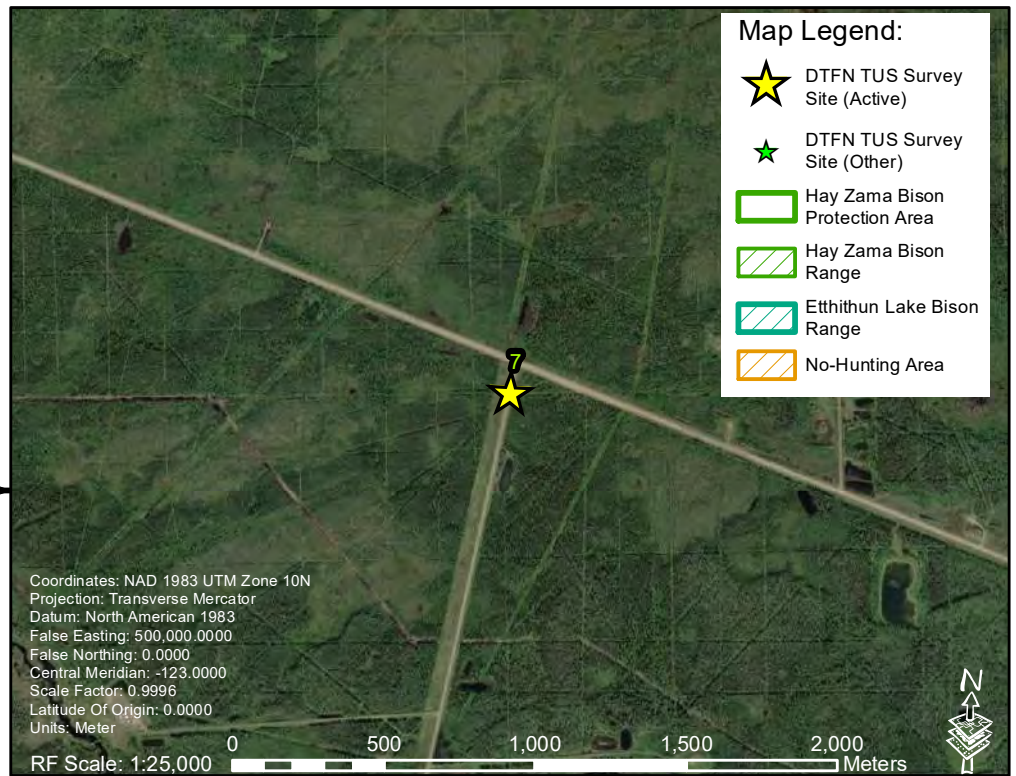 Map Legend:
DTFN TUS Survey
Site (Active)
DTFN TUS Survey
Site (Other)
Hay Zama Bison
Protection Area
Hay Zama Bison
Range
Etthithun Lake Bison
Range
No-Hunting Area
7
Coordinates: NAD 1983 UTM Zone 10N
Projection: Transverse Mercator
Datum: North American 1983
False Easting: 500,000.0000
False Northing: 0.0000
Central Meridian: -123.0000
Scale Factor: 0.9996
Latitude Of Origin: 0.0000
Units: Meter
RF Scale: 1:25,000
0 500 1,000 1,500 2,000
Meters
N